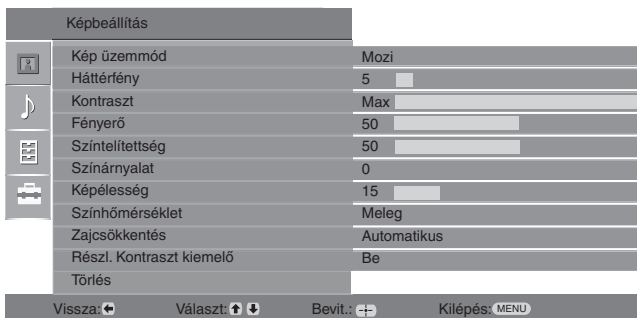 Képbeállítás
Kép üzemmód Mozi
Háttérfény 5
Kontraszt Max
Fényerő 50
Színtelítettség 50
Színárnyalat 0
Képélesség 15
Színhőmérséklet Meleg
Zajcsökkentés Automatikus
Részl. Kontraszt kiemelő Be
Törlés
Vissza: Választ: Bevit.: Kilépés: MENU